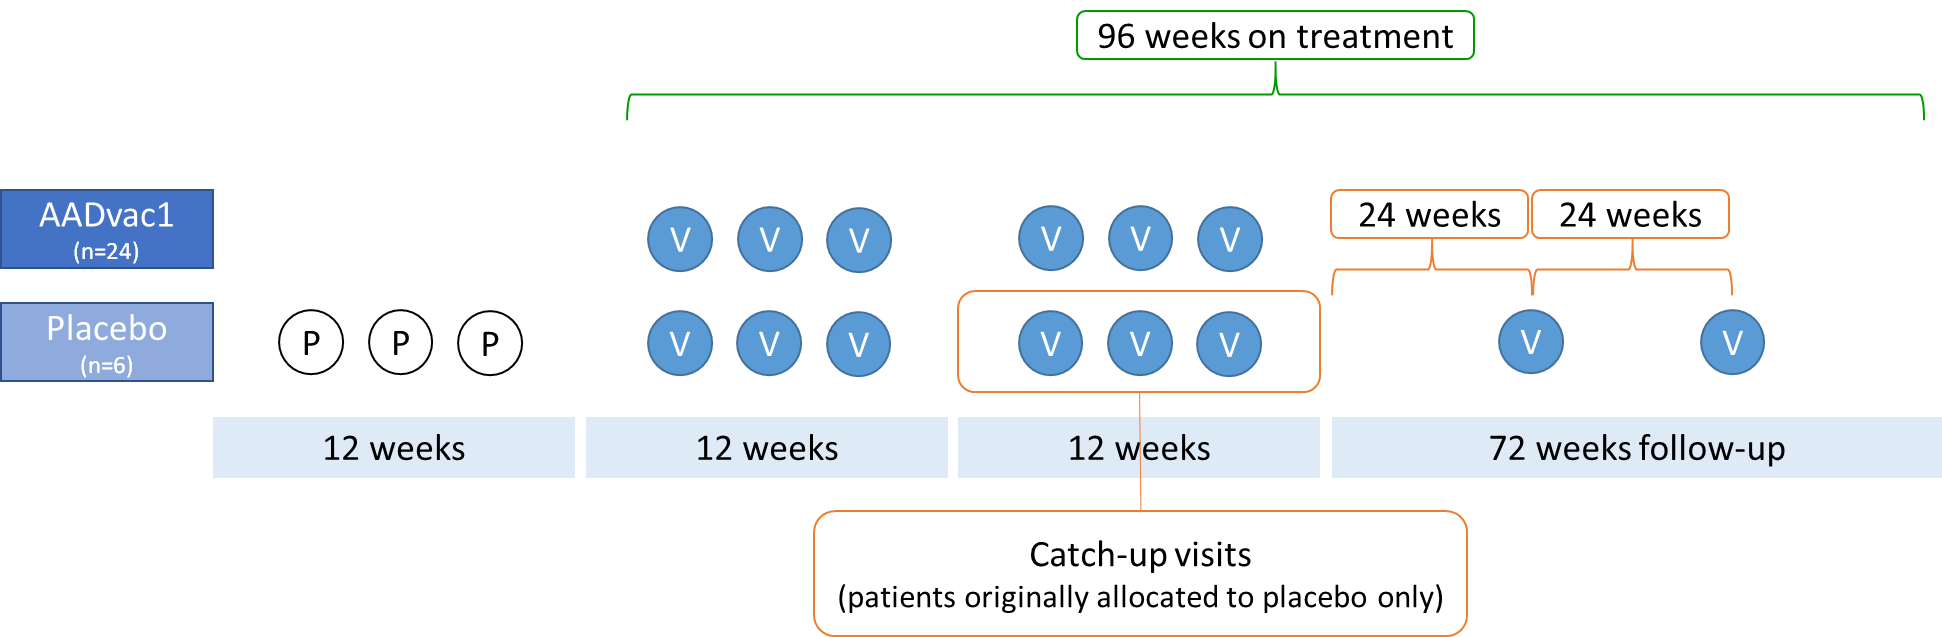 96 weeks on treatment
AADvac1
(n=24)
V V V V V V
24 weeks 24 weeks
Placebo
(n=6)
P P P V V V V V V V V
12 weeks 12 weeks 12 weeks 72 weeks follow-up
Catch-up visits
(patients originally allocated to placebo only)